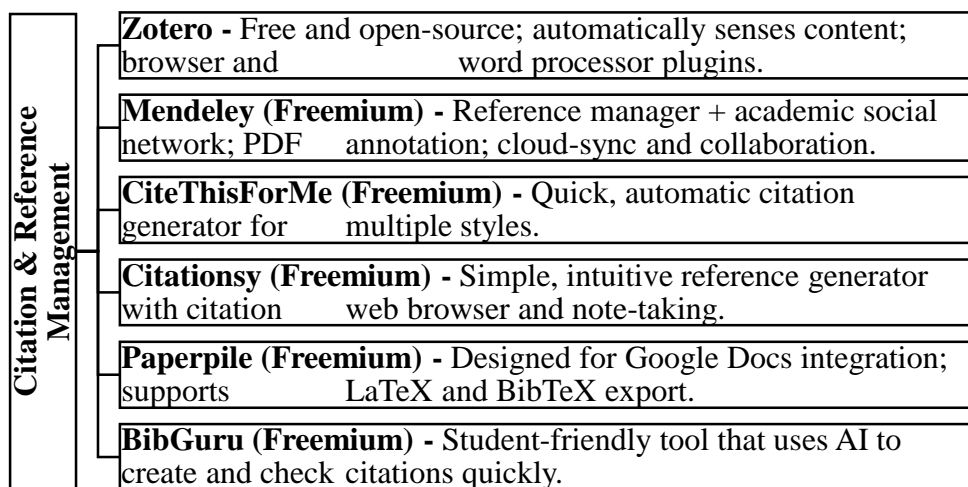 Citation & Reference
Management
Zotero - Free and open-source; automatically senses content;
browser and word processor plugins.
Mendeley (Freemium) - Reference manager + academic social
network; PDF annotation; cloud-sync and collaboration.
CiteThisForMe (Freemium) - Quick, automatic citation
generator for multiple styles.
Citationsy (Freemium) - Simple, intuitive reference generator
with citation web browser and note-taking.
Paperpile (Freemium) - Designed for Google Docs integration;
supports LaTeX and BibTeX export.
BibGuru (Freemium) - Student-friendly tool that uses AI to
create and check citations quickly.